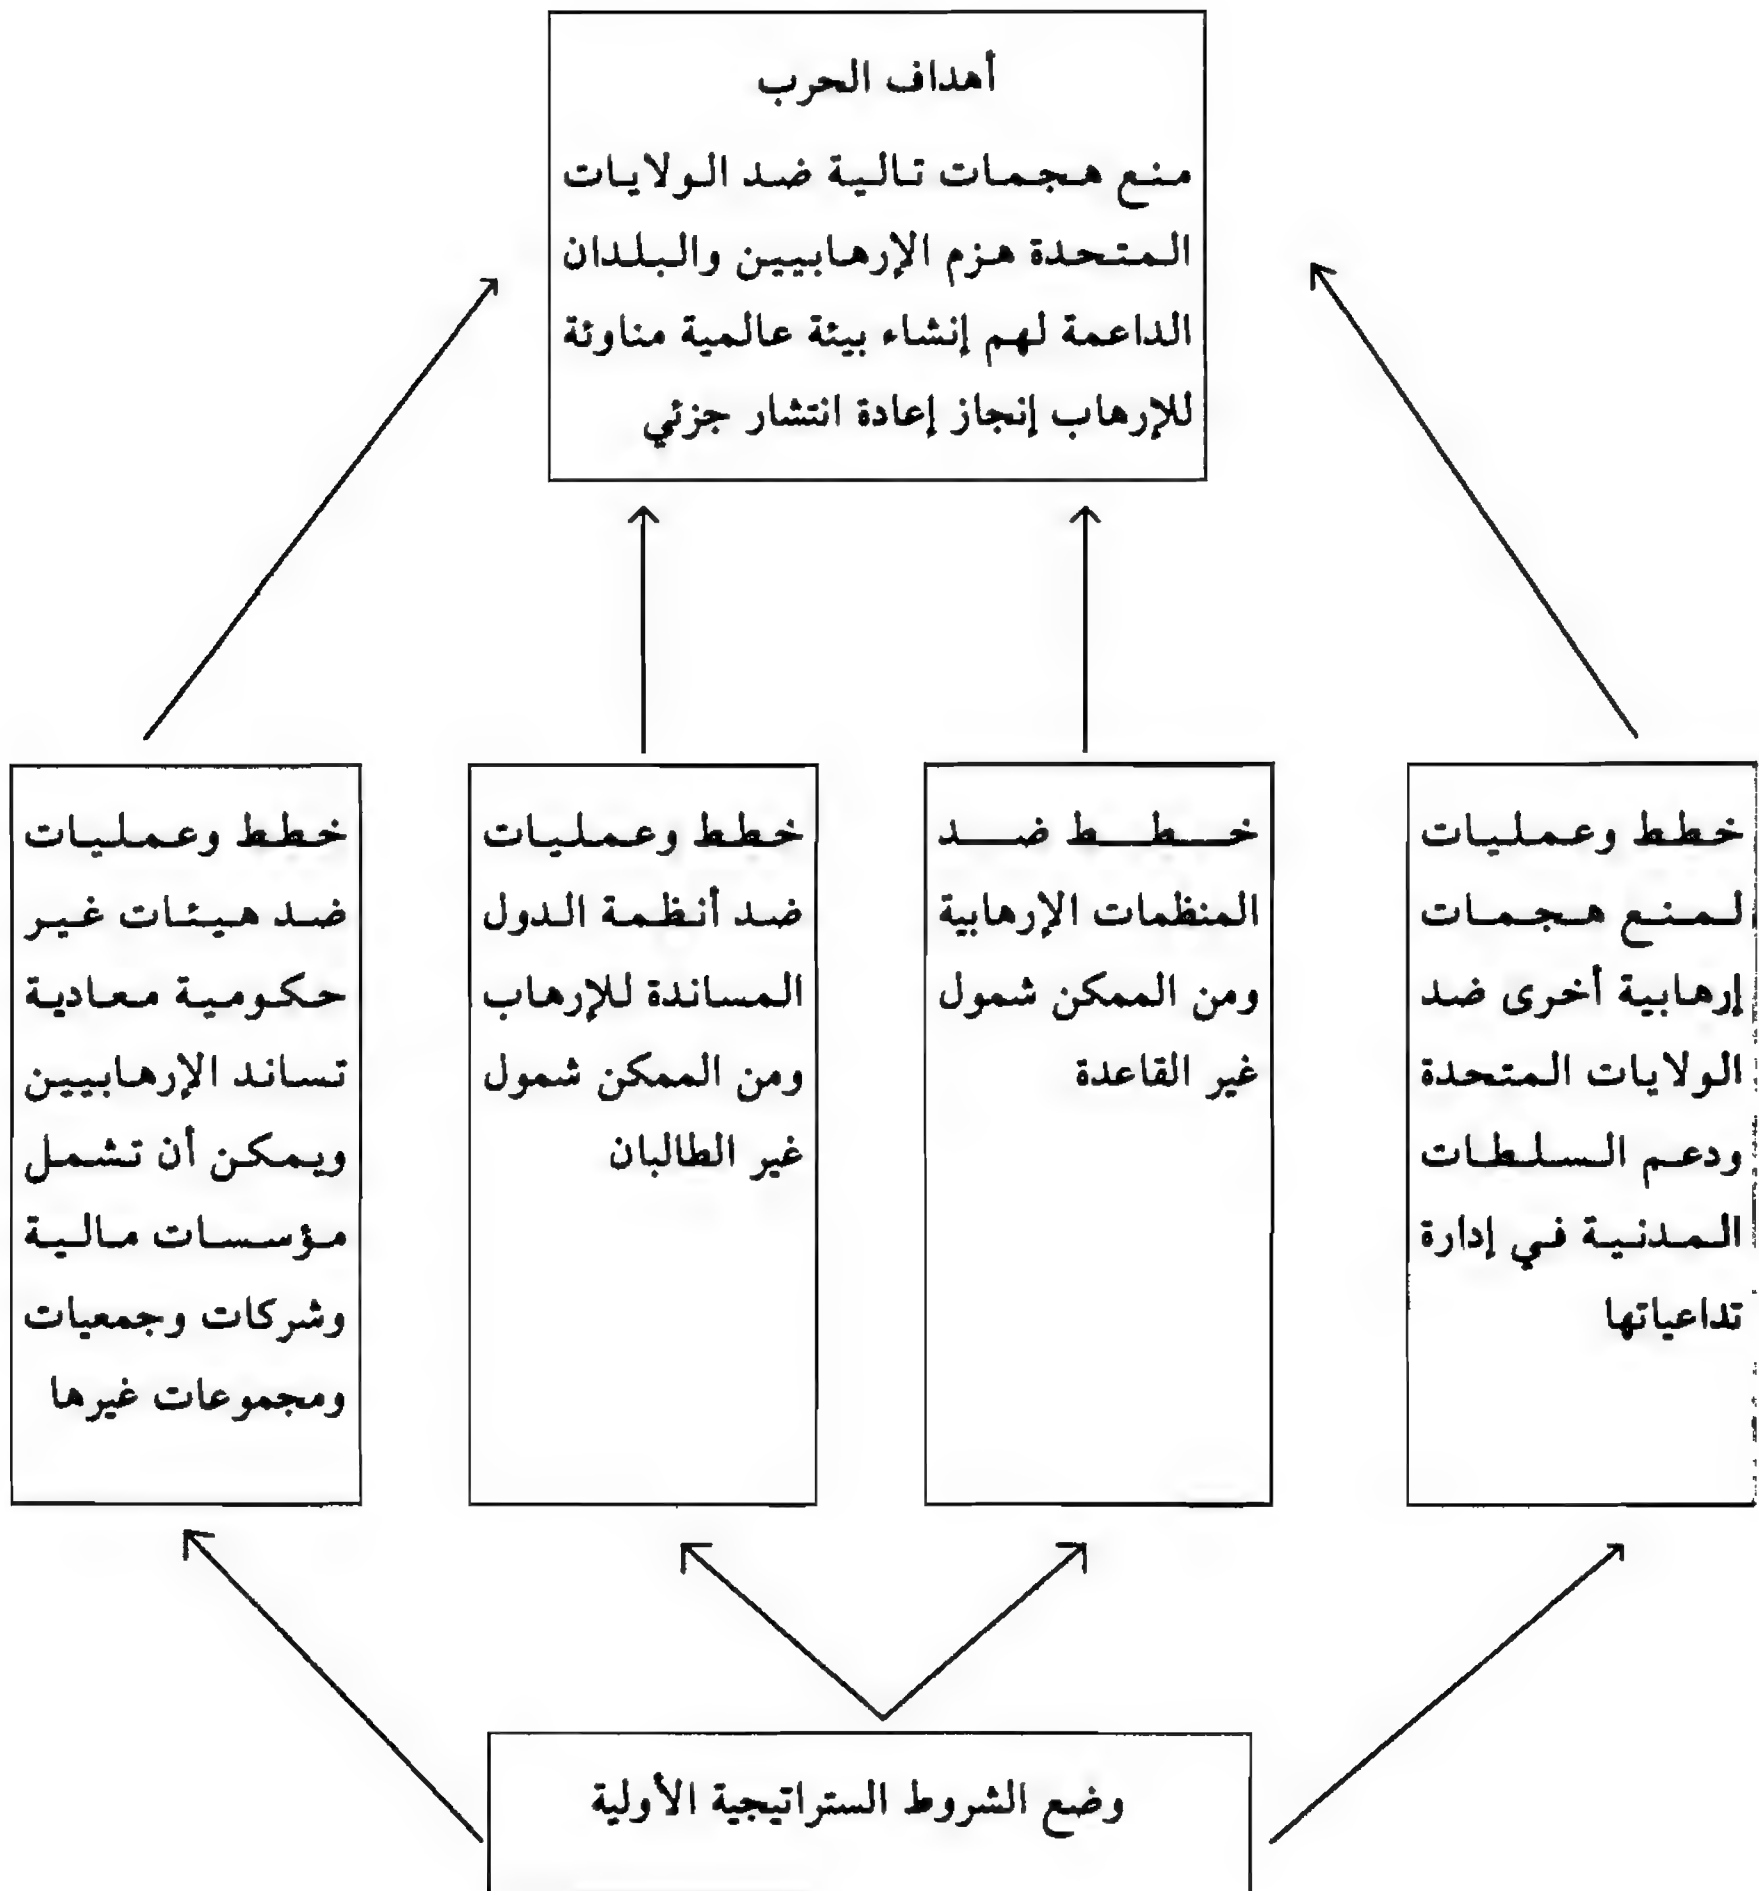 أهداف الحرب
منع هجمات تالية ضد الولايات
المتحدة هزم الإرهابيين والبلدان
الداعمة لهم إنشاء بيئة عالمية مناوئة
للإرهاب إنجاز إعادة انتشار جزئي
خطط وعمليات
لمنع هجمات
إرهابية أخرى ضد
الولايات المتحدة
ودعم السلطات
المدنية في إدارة
تداعياتها
خطط ضد
المنظمات الإرهابية
ومن الممكن شمول
غير القاعدة
خطط وعمليات
ضد أنظمة الدول
المساندة للإرهاب
ومن الممكن شمول
غير الطالبان
خطط وعمليات
ضد هيئات غير
حكومية معادية
تساند الإرهابيين
ويمكن أن تشمل
مؤسسات مالية
وشركات وجمعيات
ومجموعات غيرها
وضع الشروط الستراتيجية الأولية